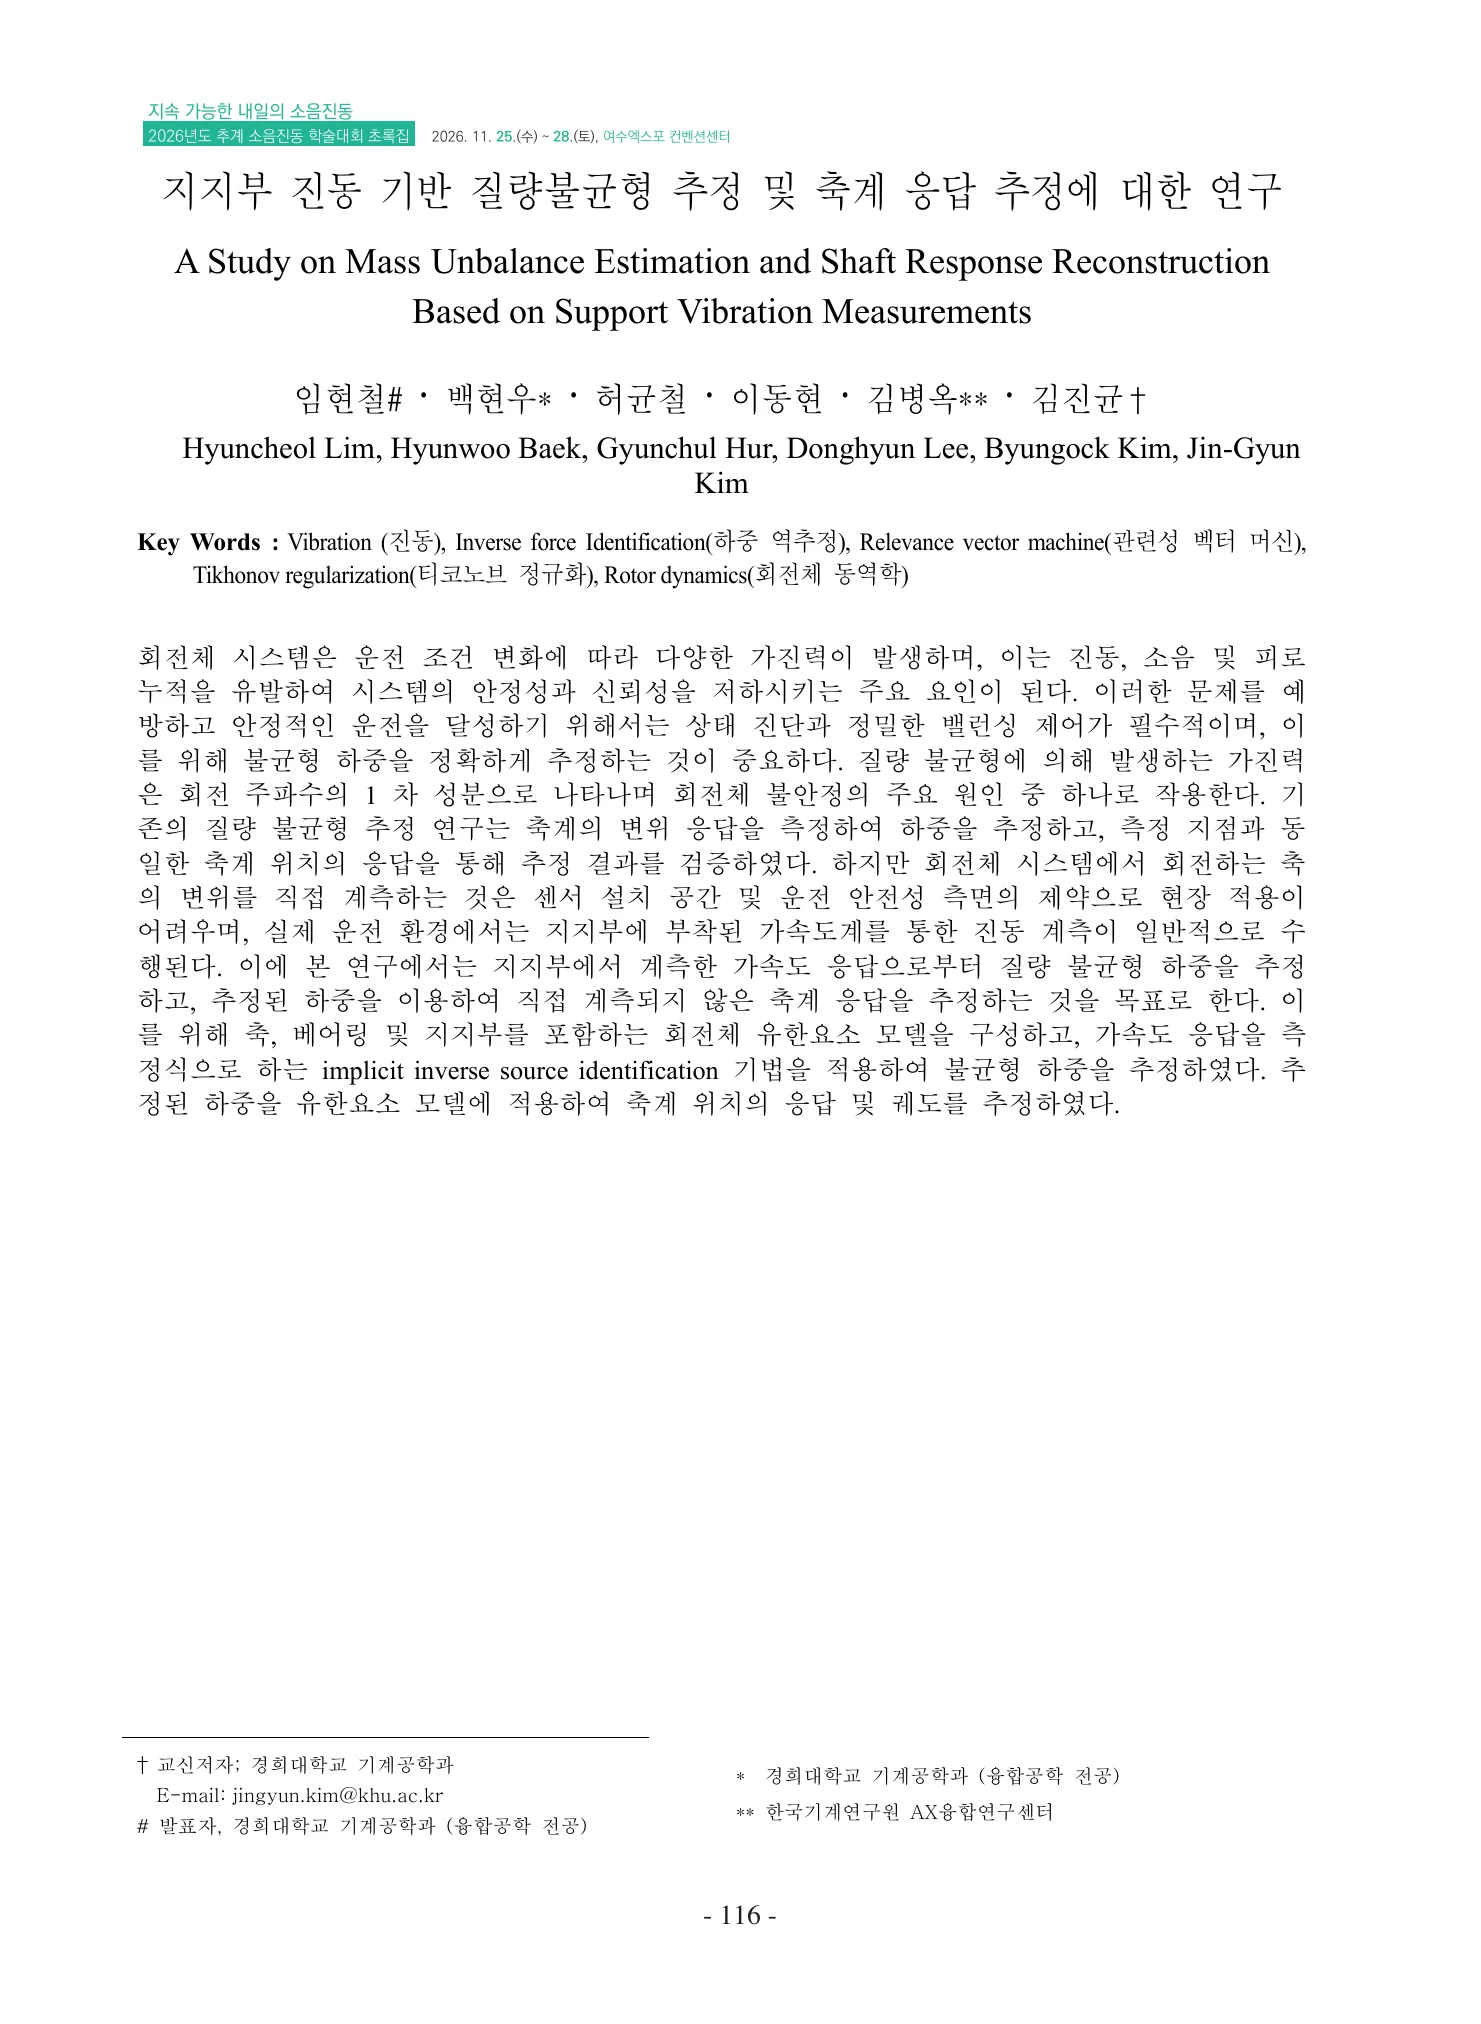 지속 가능한 내일의 소음진동
2026년도 추계 소음진동 학술대회 초록집 2026. 11. 25.(수) ~ 28.(토), 여수엑스포 컨벤션센터
지지부 진동 기반 질량불균형 추정 및 축계 응답 추정에 대한 연구
A Study on Mass Unbalance Estimation and Shaft Response Reconstruction
Based on Support Vibration Measurements
임현철# · 백현우* · 허균철 · 이동현 · 김병옥** · 김진균†
Hyuncheol Lim, Hyunwoo Baek, Gyunchul Hur, Donghyun Lee, Byungock Kim, Jin-Gyun
Kim
Key Words : Vibration (진동), Inverse force Identification(하중 역추정), Relevance vector machine(관련성 벡터 머신),
Tikhonov regularization(티코노브 정규화), Rotor dynamics(회전체 동역학)
회전체 시스템은 운전 조건 변화에 따라 다양한 가진력이 발생하며, 이는 진동, 소음 및 피로
누적을 유발하여 시스템의 안정성과 신뢰성을 저하시키는 주요 요인이 된다. 이러한 문제를 예
방하고 안정적인 운전을 달성하기 위해서는 상태 진단과 정밀한 밸런싱 제어가 필수적이며, 이
를 위해 불균형 하중을 정확하게 추정하는 것이 중요하다. 질량 불균형에 의해 발생하는 가진력
은 회전 주파수의 1 차 성분으로 나타나며 회전체 불안정의 주요 원인 중 하나로 작용한다. 기
존의 질량 불균형 추정 연구는 축계의 변위 응답을 측정하여 하중을 추정하고, 측정 지점과 동
일한 축계 위치의 응답을 통해 추정 결과를 검증하였다. 하지만 회전체 시스템에서 회전하는 축
의 변위를 직접 계측하는 것은 센서 설치 공간 및 운전 안전성 측면의 제약으로 현장 적용이
어려우며, 실제 운전 환경에서는 지지부에 부착된 가속도계를 통한 진동 계측이 일반적으로 수
행된다. 이에 본 연구에서는 지지부에서 계측한 가속도 응답으로부터 질량 불균형 하중을 추정
하고, 추정된 하중을 이용하여 직접 계측되지 않은 축계 응답을 추정하는 것을 목표로 한다. 이
를 위해 축, 베어링 및 지지부를 포함하는 회전체 유한요소 모델을 구성하고, 가속도 응답을 측
정식으로 하는 implicit inverse source identification 기법을 적용하여 불균형 하중을 추정하였다. 추
정된 하중을 유한요소 모델에 적용하여 축계 위치의 응답 및 궤도를 추정하였다.
† 교신저자; 경희대학교 기계공학과
E-mail: jingyun.kim@khu.ac.kr
# 발표자, 경희대학교 기계공학과 (융합공학 전공)
* 경희대학교 기계공학과 (융합공학 전공)
** 한국기계연구원 AX융합연구센터
- 116 -